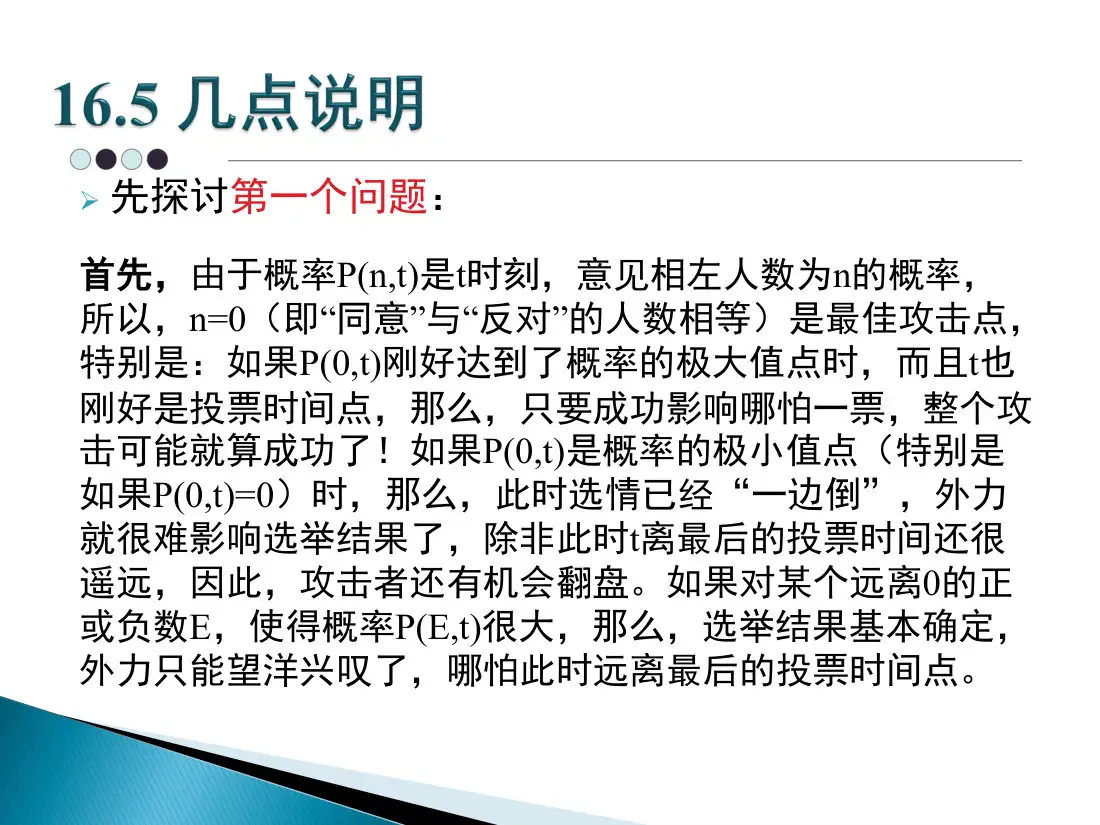 16.5 几点说明
先探讨第一个问题：
首先，由于概率P(n,t)是t时刻，意见相左人数为n的概率，
所以，n=0（即“同意”与“反对”的人数相等）是最佳攻击点，
特别是：如果P(0,t)刚好达到了概率的极大值点时，而且t也
刚好是投票时间点，那么，只要成功影响哪怕一票，整个攻
击可能就算成功了！如果P(0,t)是概率的极小值点（特别是
如果P(0,t)=0）时，那么，此时选情已经“一边倒”，外力
就很难影响选举结果了，除非此时t离最后的投票时间还很
遥远，因此，攻击者还有机会翻盘。如果对某个远离0的正
或负数E，使得概率P(E,t)很大，那么，选举结果基本确定，
外力只能望洋兴叹了，哪怕此时远离最后的投票时间点。